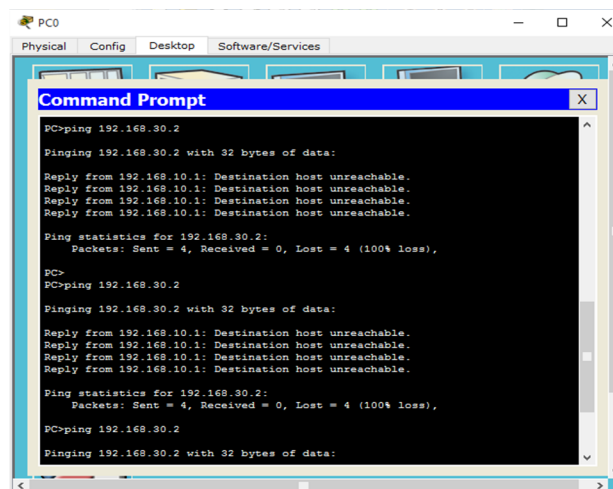 PC0
Physical Config Desktop Software/Services
Command Prompt
X
PC>ping 192.168.30.2
Pinging 192.168.30.2 with 32 bytes of data:
Reply from 192.168.10.1: Destination host unreachable.
Reply from 192.168.10.1: Destination host unreachable.
Reply from 192.168.10.1: Destination host unreachable.
Reply from 192.168.10.1: Destination host unreachable.
Ping statistics for 192.168.30.2:
Packets: Sent = 4, Received = 0, Lost = 4 (100% loss),
PC>
PC>ping 192.168.30.2
Pinging 192.168.30.2 with 32 bytes of data:
Reply from 192.168.10.1: Destination host unreachable.
Reply from 192.168.10.1: Destination host unreachable.
Reply from 192.168.10.1: Destination host unreachable.
Reply from 192.168.10.1: Destination host unreachable.
Ping statistics for 192.168.30.2:
Packets: Sent = 4, Received = 0, Lost = 4 (100% loss),
PC>ping 192.168.30.2
Pinging 192.168.30.2 with 32 bytes of data: